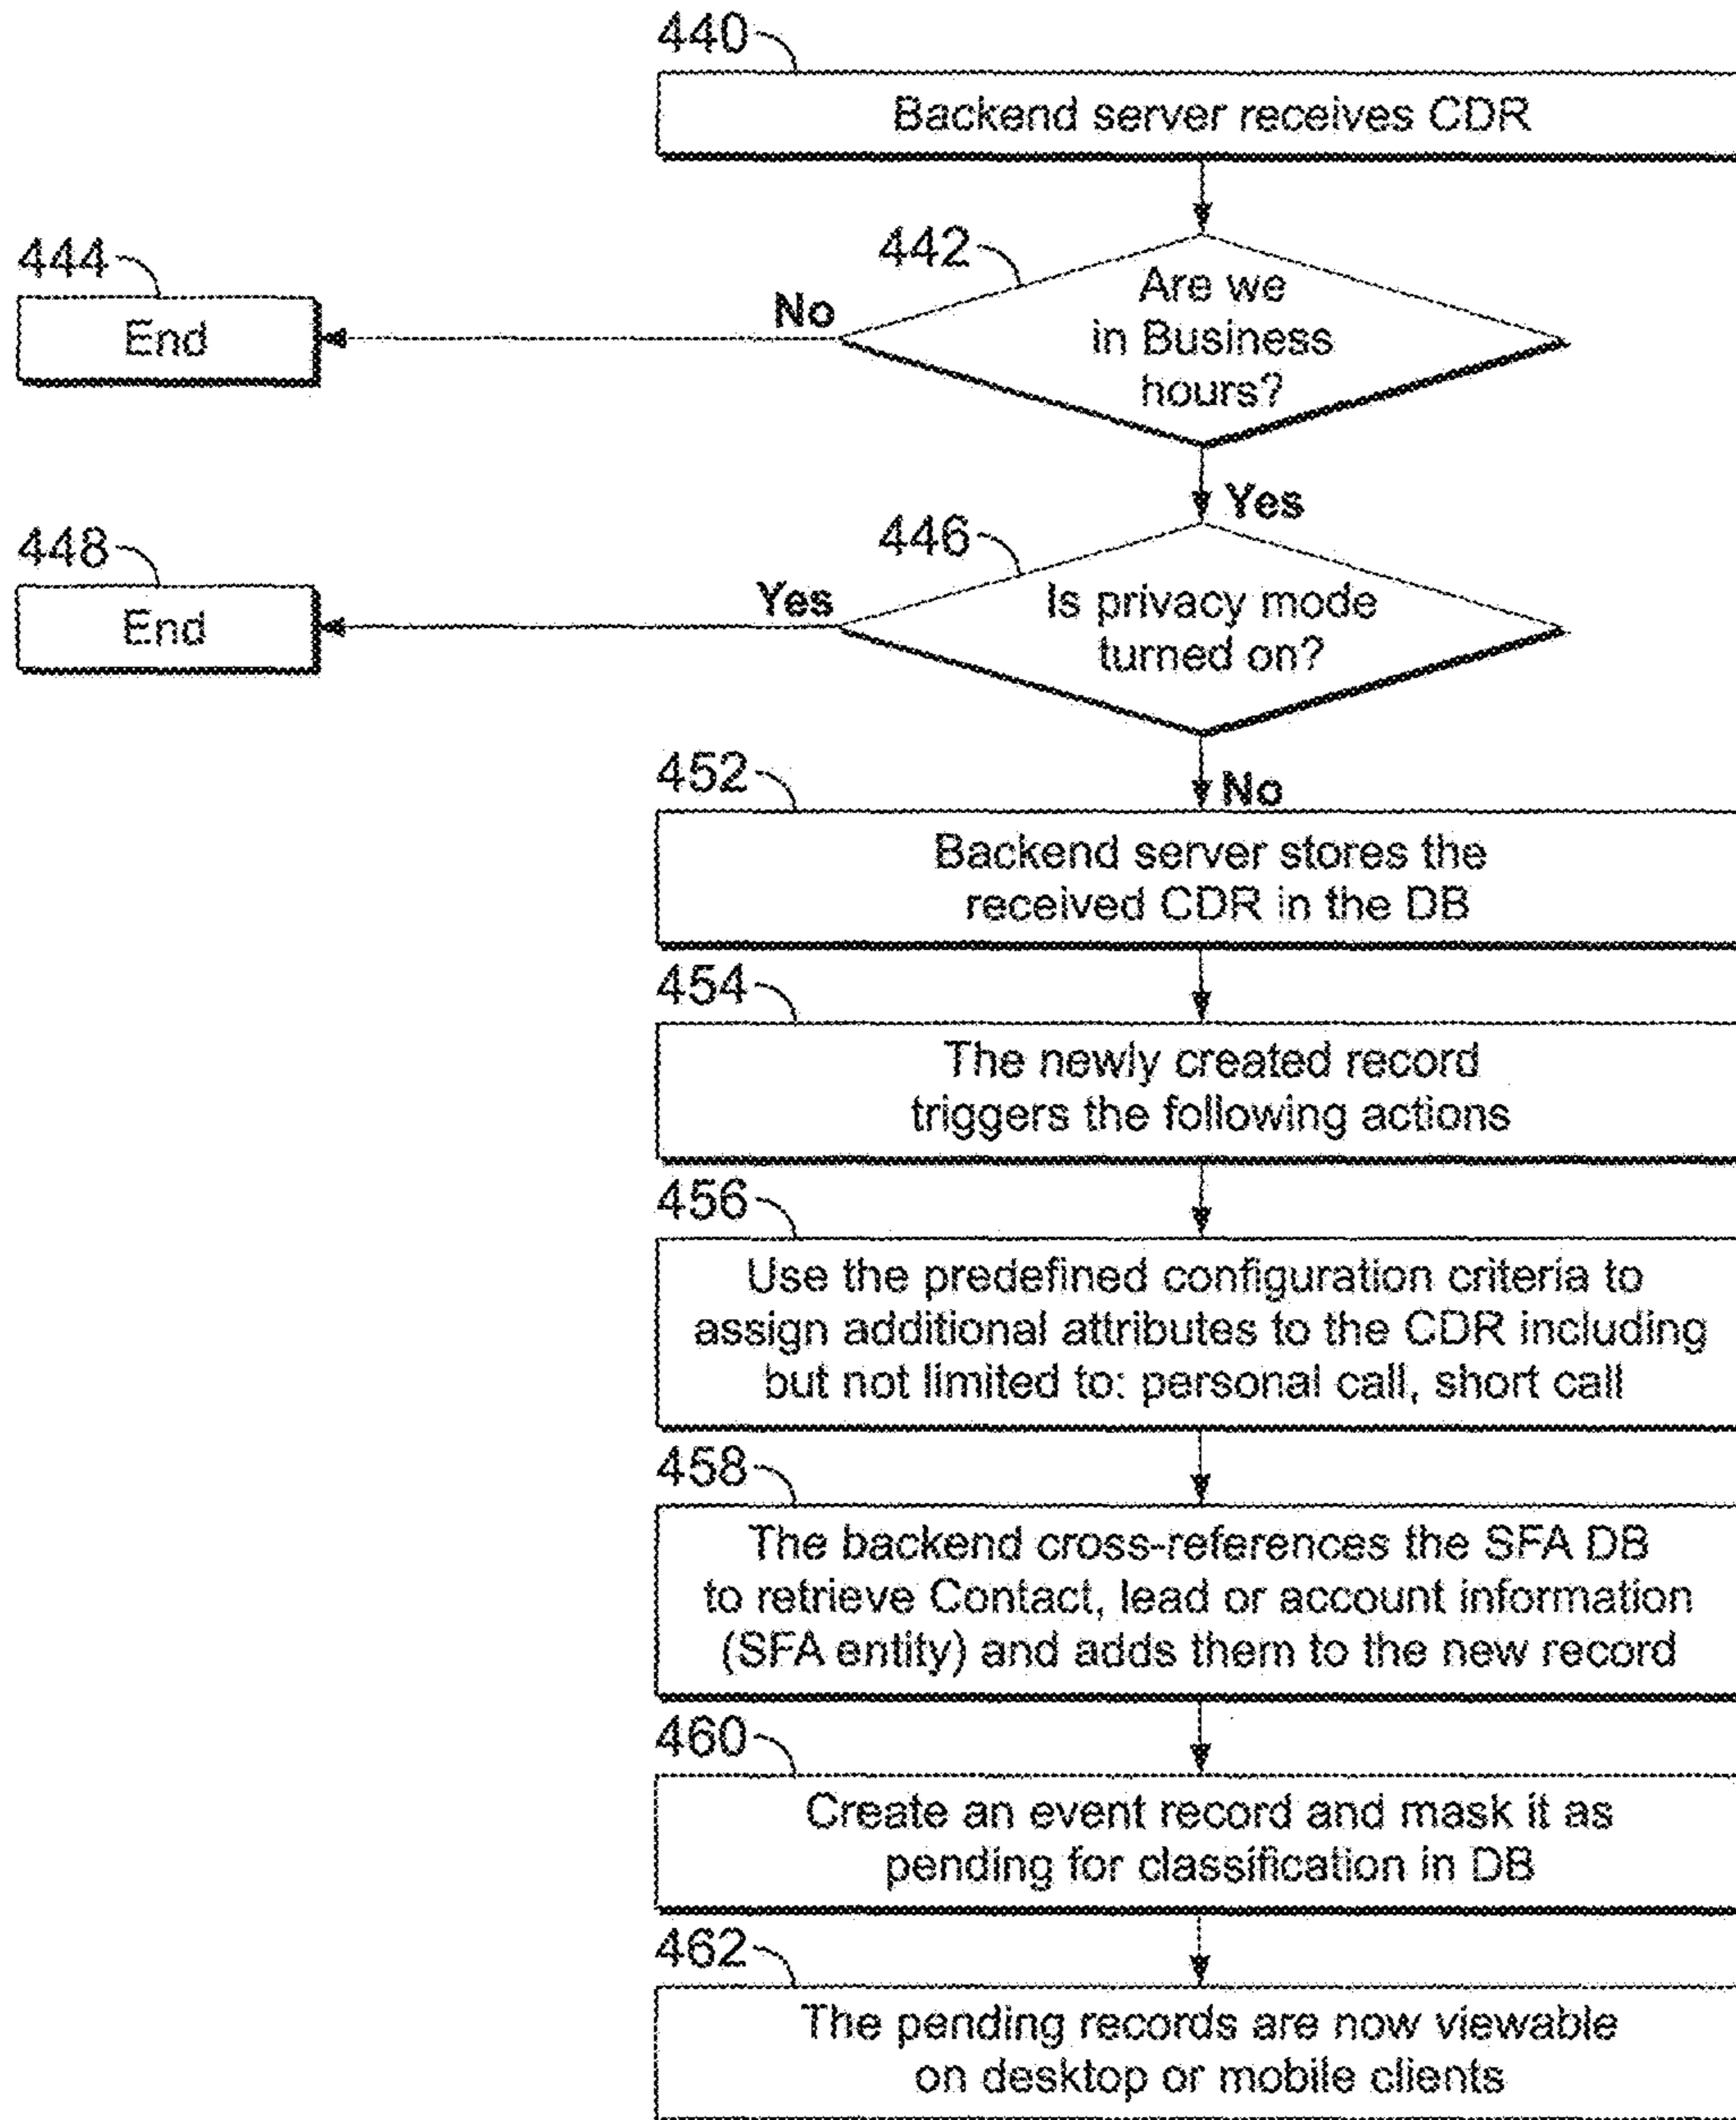 440
Backend server receives CDR
442
Are we
in Business
hours?
No
444
End
Yes
446
Is privacy mode
turned on?
Yes
448
End
No
452
Backend server stores the
received CDR in the DB
454
The newly created record
triggers the following actions
456
Use the predefined configuration criteria to
assign additional attributes to the CDR including
but not limited to: personal call, short call
458
The backend cross-references the SFA DB
to retrieve Contact, lead or account information
(SFA entity) and adds them to the new record
460
Create an event record and mask it as
pending for classification in DB
462
The pending records are now viewable
on desktop or mobile clients